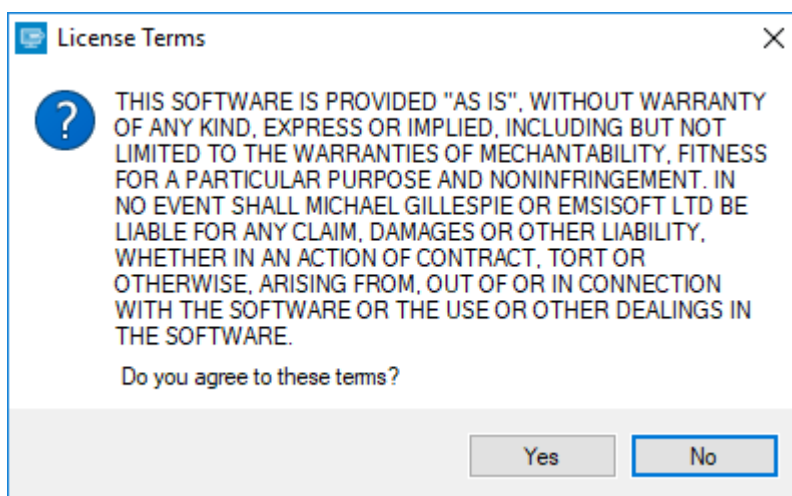 License Terms
THIS SOFTWARE IS PROVIDED "AS IS", WITHOUT WARRANTY
OF ANY KIND, EXPRESS OR IMPLIED, INCLUDING BUT NOT
LIMITED TO THE WARRANTIES OF MECHANTABILITY, FITNESS
FOR A PARTICULAR PURPOSE AND NONINFRINGEMENT. IN
NO EVENT SHALL MICHAEL GILLESPIE OR EMSISOFT LTD BE
LIABLE FOR ANY CLAIM, DAMAGES OR OTHER LIABILITY,
WHETHER IN AN ACTION OF CONTRACT, TORT OR
OTHERWISE, ARISING FROM, OUT OF OR IN CONNECTION
WITH THE SOFTWARE OR THE USE OR OTHER DEALINGS IN
THE SOFTWARE.
Do you agree to these terms?
Yes No